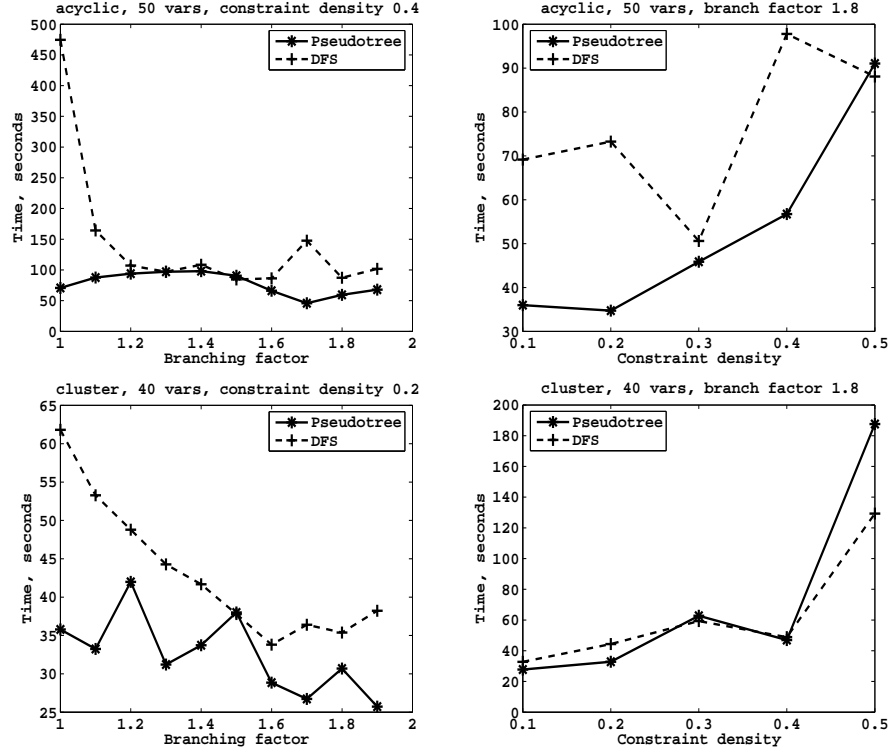 acyclic, 50 vars, constraint density 0.4
500
450
400
350
300
250
200
150
100
50
0
Time, seconds
Pseudotree
DFS
1 1.2 1.4 1.6 1.8 2
Branching factor
acyclic, 50 vars, branch factor 1.8
100
90
80
70
60
50
40
30
Time, seconds
Pseudotree
DFS
0.1 0.2 0.3 0.4 0.5
Constraint density
cluster, 40 vars, constraint density 0.2
65
60
55
50
45
40
35
30
25
Time, seconds
Pseudotree
DFS
1 1.2 1.4 1.6 1.8 2
Branching factor
cluster, 40 vars, branch factor 1.8
200
180
160
140
120
100
80
60
40
20
0
Time, seconds
Pseudotree
DFS
0.1 0.2 0.3 0.4 0.5
Constraint density